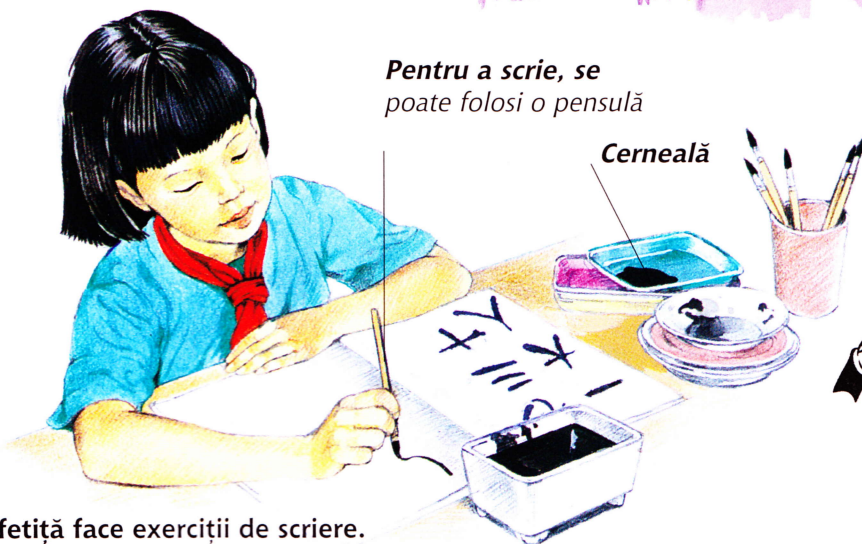 Pentru a scrie, se
poate folosi o pensulă
Cerneală
fetiță face exerciții de scriere.